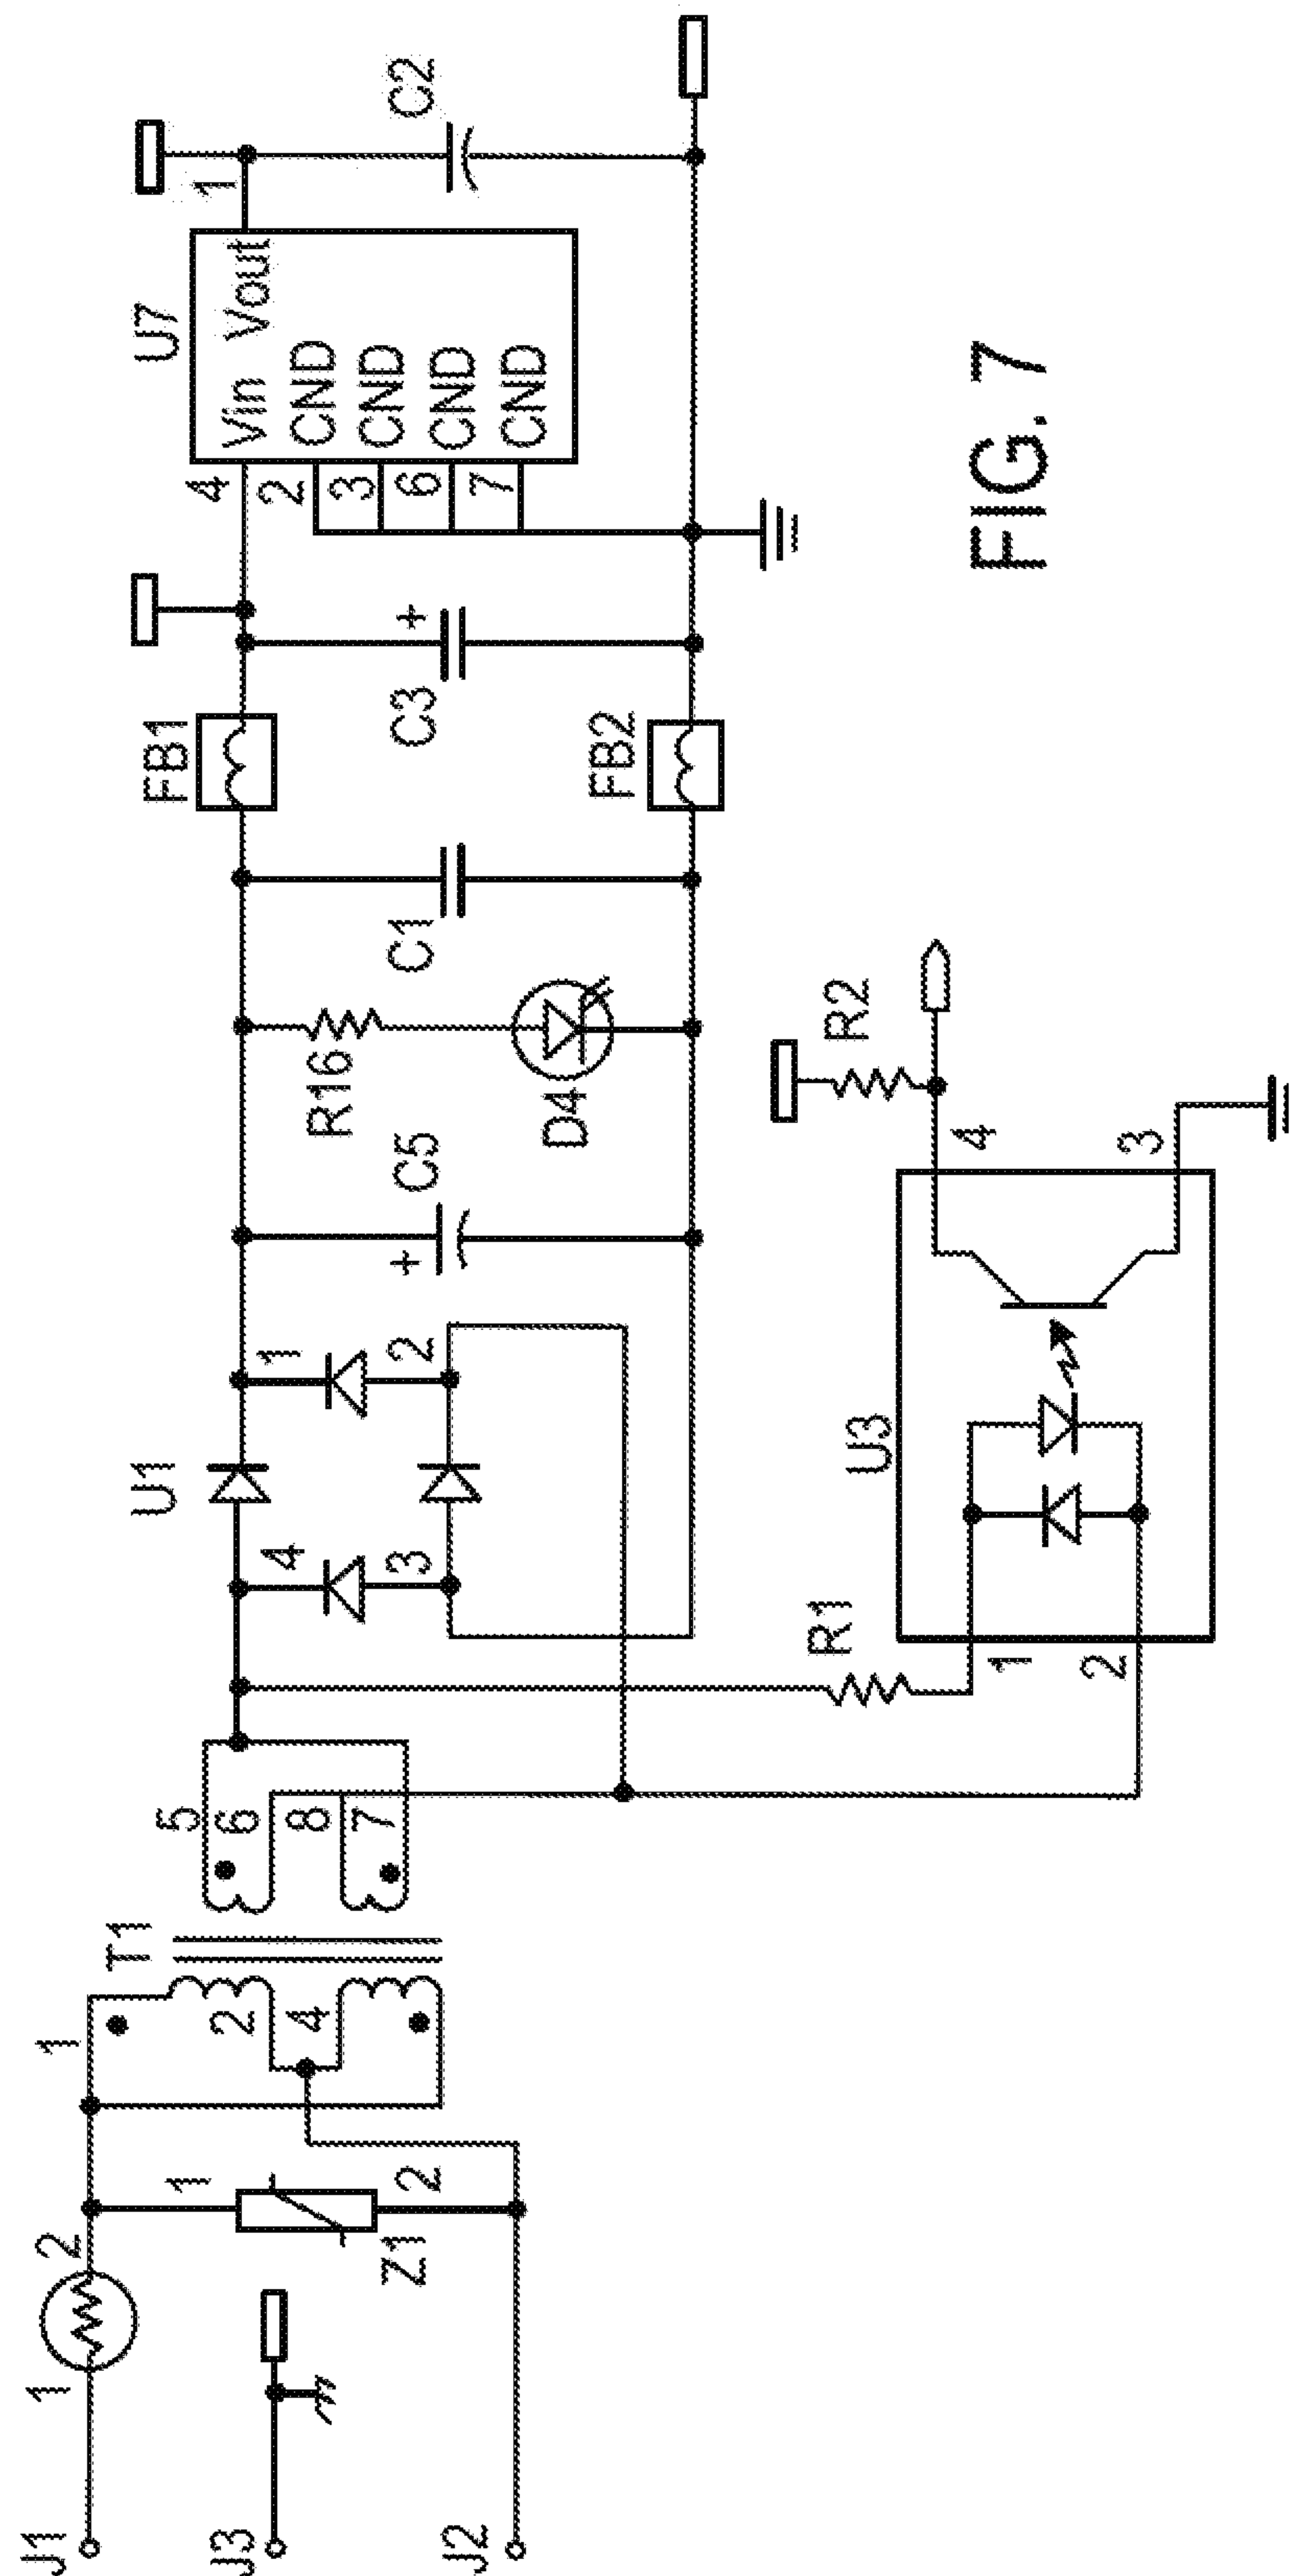 J1
1
2
J3
J2
1
Z1
2
1
T1
2
4
5
6
8
7
U1
4
1
3
2
+
C5
R16
D4
C1
FB1
FB2
+
C3
U7
4
Vin
Vout
1
2
CND
3
CND
6
CND
7
CND
C2
R1
U3
1
2
4
3
R2
FIG. 7